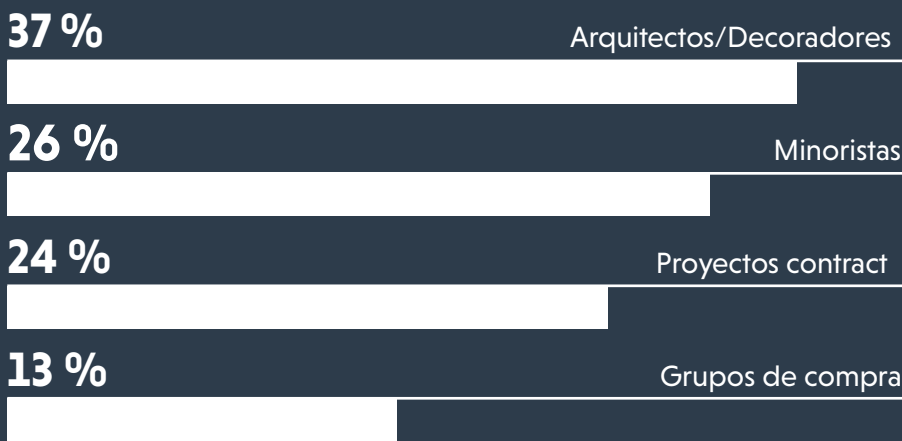 37 % Arquitectos/Decoradores
26 % Minoristas
24 % Proyectos contract
13 % Grupos de compra